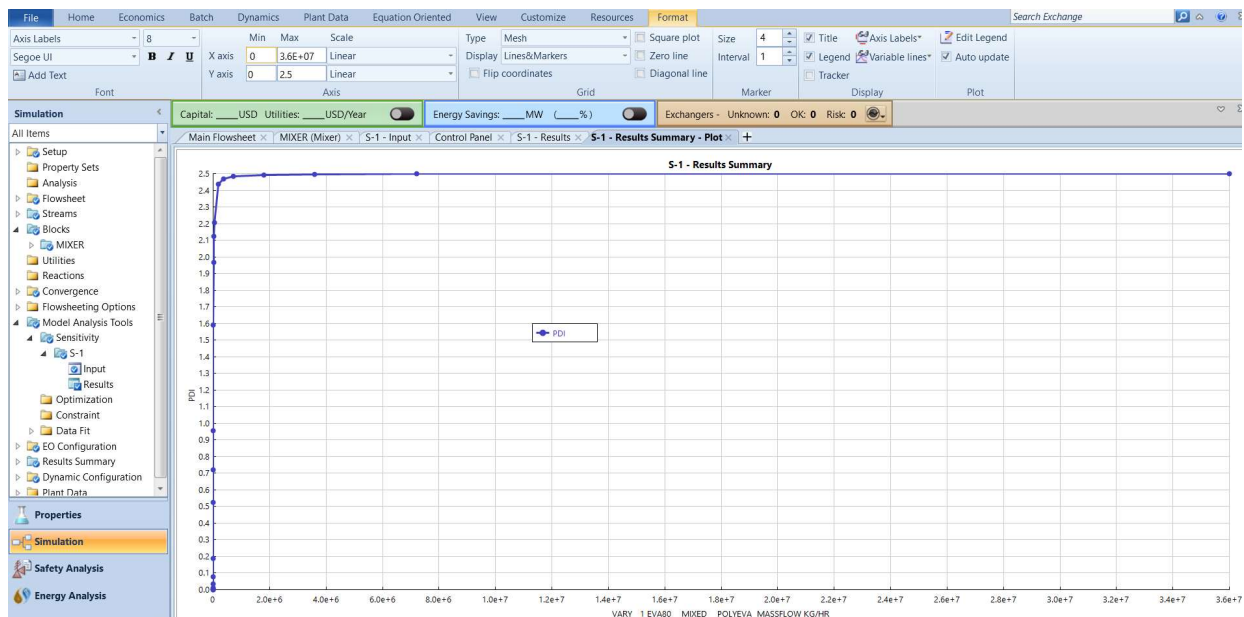 File Home Economics Batch Dynamics Plant Data Equation Oriented View Customize Resources Format Search Exchange
Axis Labels 8 Min Max Scale Type Mesh Square plot Size 4 Title Axis Labels Edit Legend
Segoe UI B I U X axis 0 3.6E+07 Linear Display Lines&Markers Zero line Interval 1 Legend Variable lines Auto update
Add Text Y axis 0 2.5 Linear Flip coordinates Diagonal line Tracker
Font Axis Grid Marker Display Plot
Simulation Capital: ____USD Utilities: ____USD/Year Energy Savings: ____MW (____%) Exchangers - Unknown: 0 OK: 0 Risk: 0
All Items Main Flowsheet MIXER (Mixer) S-1 - Input Control Panel S-1 - Results S-1 - Results Summary - Plot +
Setup
Property Sets
Analysis
Flowsheet
Streams
Blocks
MIXER
Utilities
Reactions
Convergence
Flowsheeting Options
Model Analysis Tools
Sensitivity
S-1
Input
Results
Optimization
Constraint
Data Fit
EO Configuration
Results Summary
Dynamic Configuration
Plant Data
Properties
Simulation
Safety Analysis
Energy Analysis
S-1 - Results Summary
2.5
2.4
2.3
2.2
2.1
2.0
1.9
1.8
1.7
1.6
1.5
1.4
1.3
1.2
1.1
1.0
0.9
0.8
0.7
0.6
0.5
0.4
0.3
0.2
0.1
0.0
PDI
PDI
0 2.0e+6 4.0e+6 6.0e+6 8.0e+6 1.0e+7 1.2e+7 1.4e+7 1.6e+7 1.8e+7 2.0e+7 2.2e+7 2.4e+7 2.6e+7 2.8e+7 3.0e+7 3.2e+7 3.4e+7 3.6e+7
VARY 1 EVA80 MIXED POLYEVA MASSFLOW KG/HR